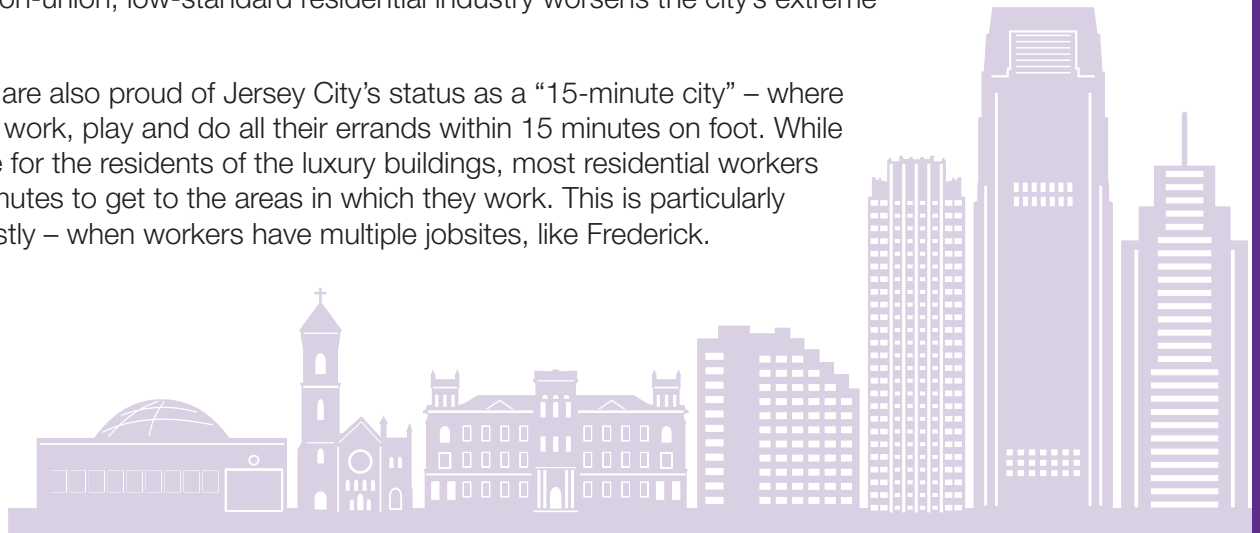 on-union, low-standard residential industry worsens the city's extreme
are also proud of Jersey City's status as a “15-minute city” – where
work, play and do all their errands within 15 minutes on foot. While
for the residents of the luxury buildings, most residential workers
to get to the areas in which they work. This is particularly
– when workers have multiple jobsites, like Frederick.